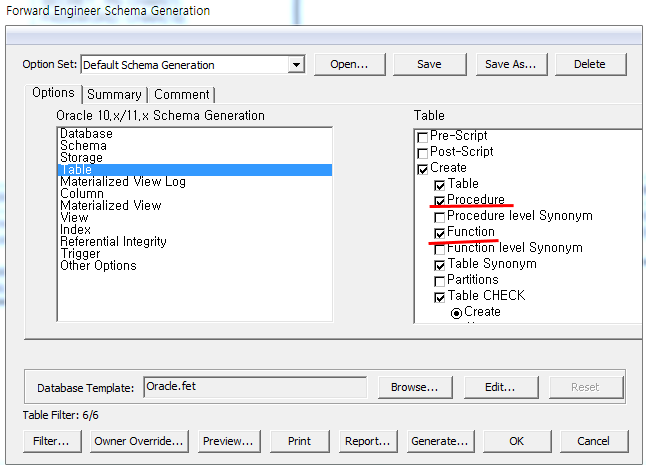 Forward Engineer Schema Generation
Option Set: Default Schema Generation Open... Save Save As... Delete
Options Summary Comment
Oracle 10,x/11,x Schema Generation
Database
Schema
Storage
Table
Materialized View Log
Column
Materialized View
View
Index
Referential Integrity
Trigger
Other Options
Table
Pre-Script
Post-Script
Create
Table
Procedure
Procedure level Synonym
Function
Function level Synonym
Table Synonym
Partitions
Table CHECK
Create
Database Template: Oracle.fet Browse... Edit... Reset
Table Filter: 6/6
Filter... Owner Override... Preview... Print Report... Generate... OK Cancel